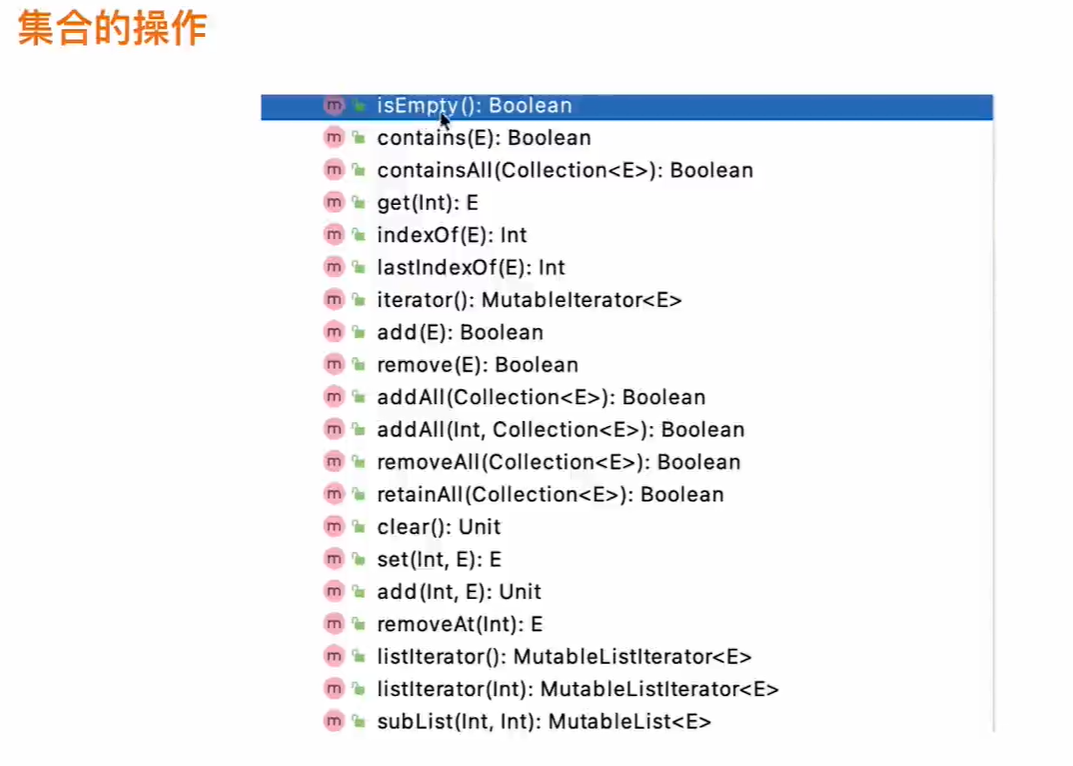 集合的操作
m isEmpty(): Boolean
m contains(E): Boolean
m containsAll(Collection<E>): Boolean
m get(Int): E
m indexOf(E): Int
m lastIndexOf(E): Int
m iterator(): MutableIterator<E>
m add(E): Boolean
m remove(E): Boolean
m addAll(Collection<E>): Boolean
m addAll(Int, Collection<E>): Boolean
m removeAll(Collection<E>): Boolean
m retainAll(Collection<E>): Boolean
m clear(): Unit
m set(Int, E): E
m add(Int, E): Unit
m removeAt(Int): E
m listIterator(): MutableListIterator<E>
m listIterator(Int): MutableListIterator<E>
m subList(Int, Int): MutableList<E>